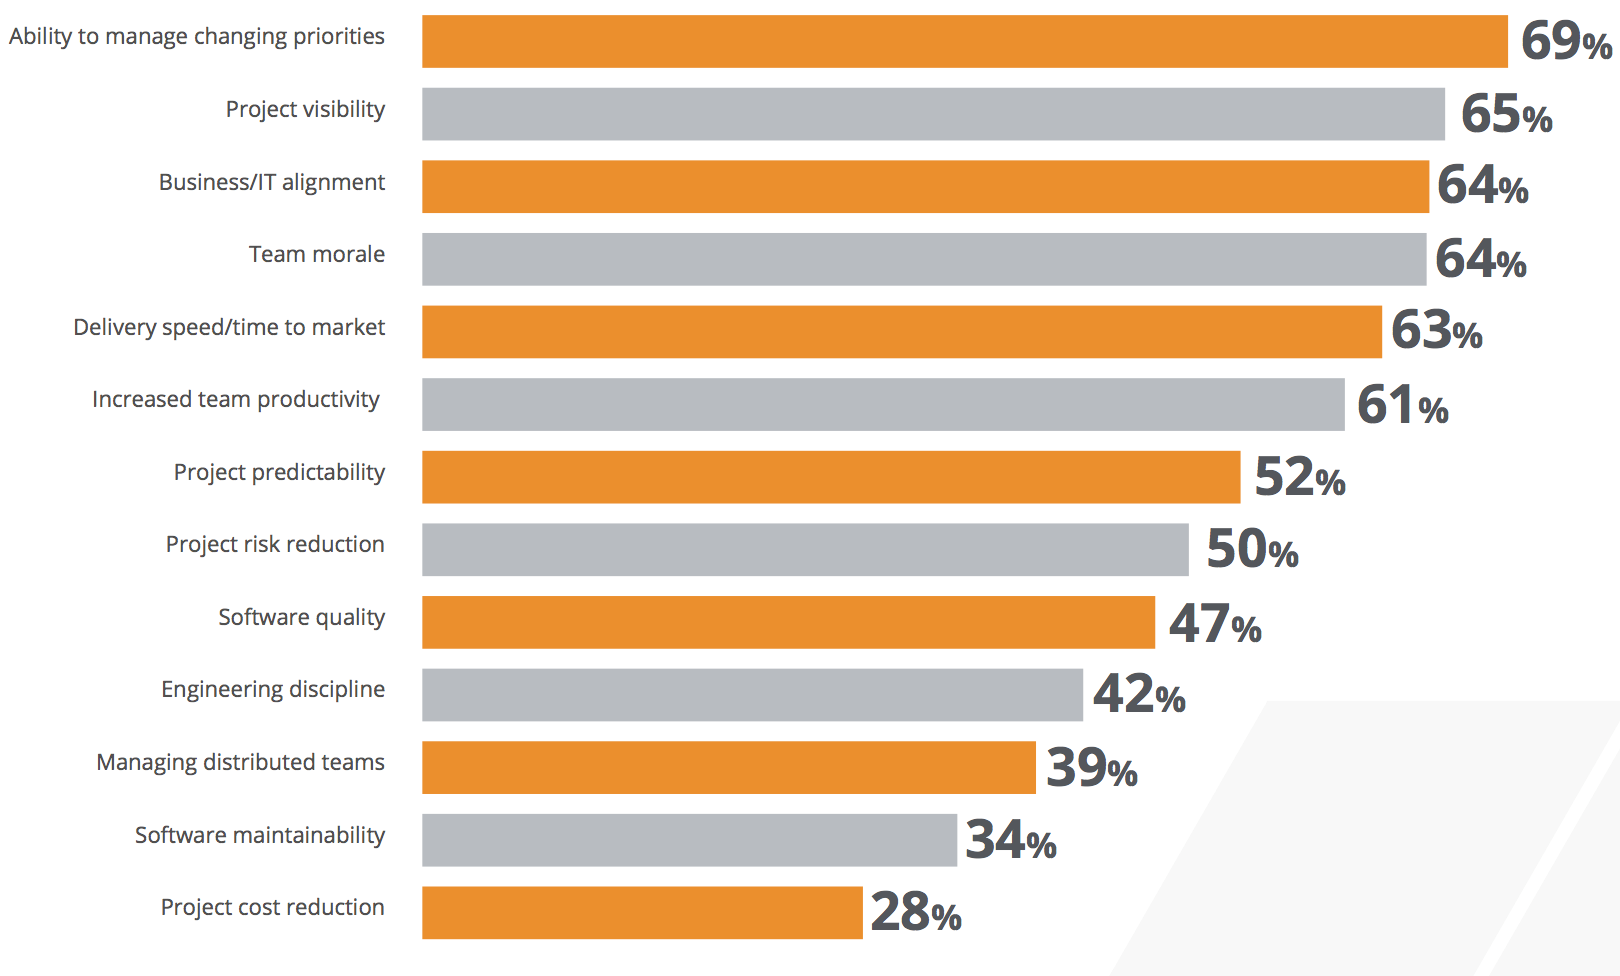 Ability to manage changing priorities 69%
Project visibility 65%
Business/IT alignment 64%
Team morale 64%
Delivery speed/time to market 63%
Increased team productivity 61%
Project predictability 52%
Project risk reduction 50%
Software quality 47%
Engineering discipline 42%
Managing distributed teams 39%
Software maintainability 34%
Project cost reduction 28%